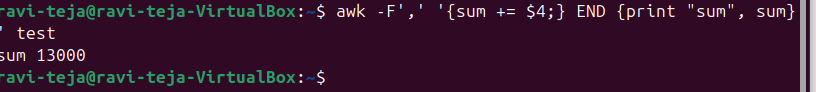 ravi-teja@ravi-teja-VirtualBox:~$ awk -F',' '{sum += $4;} END {print "sum", sum}
' test
sum 13000
ravi-teja@ravi-teja-VirtualBox:~$